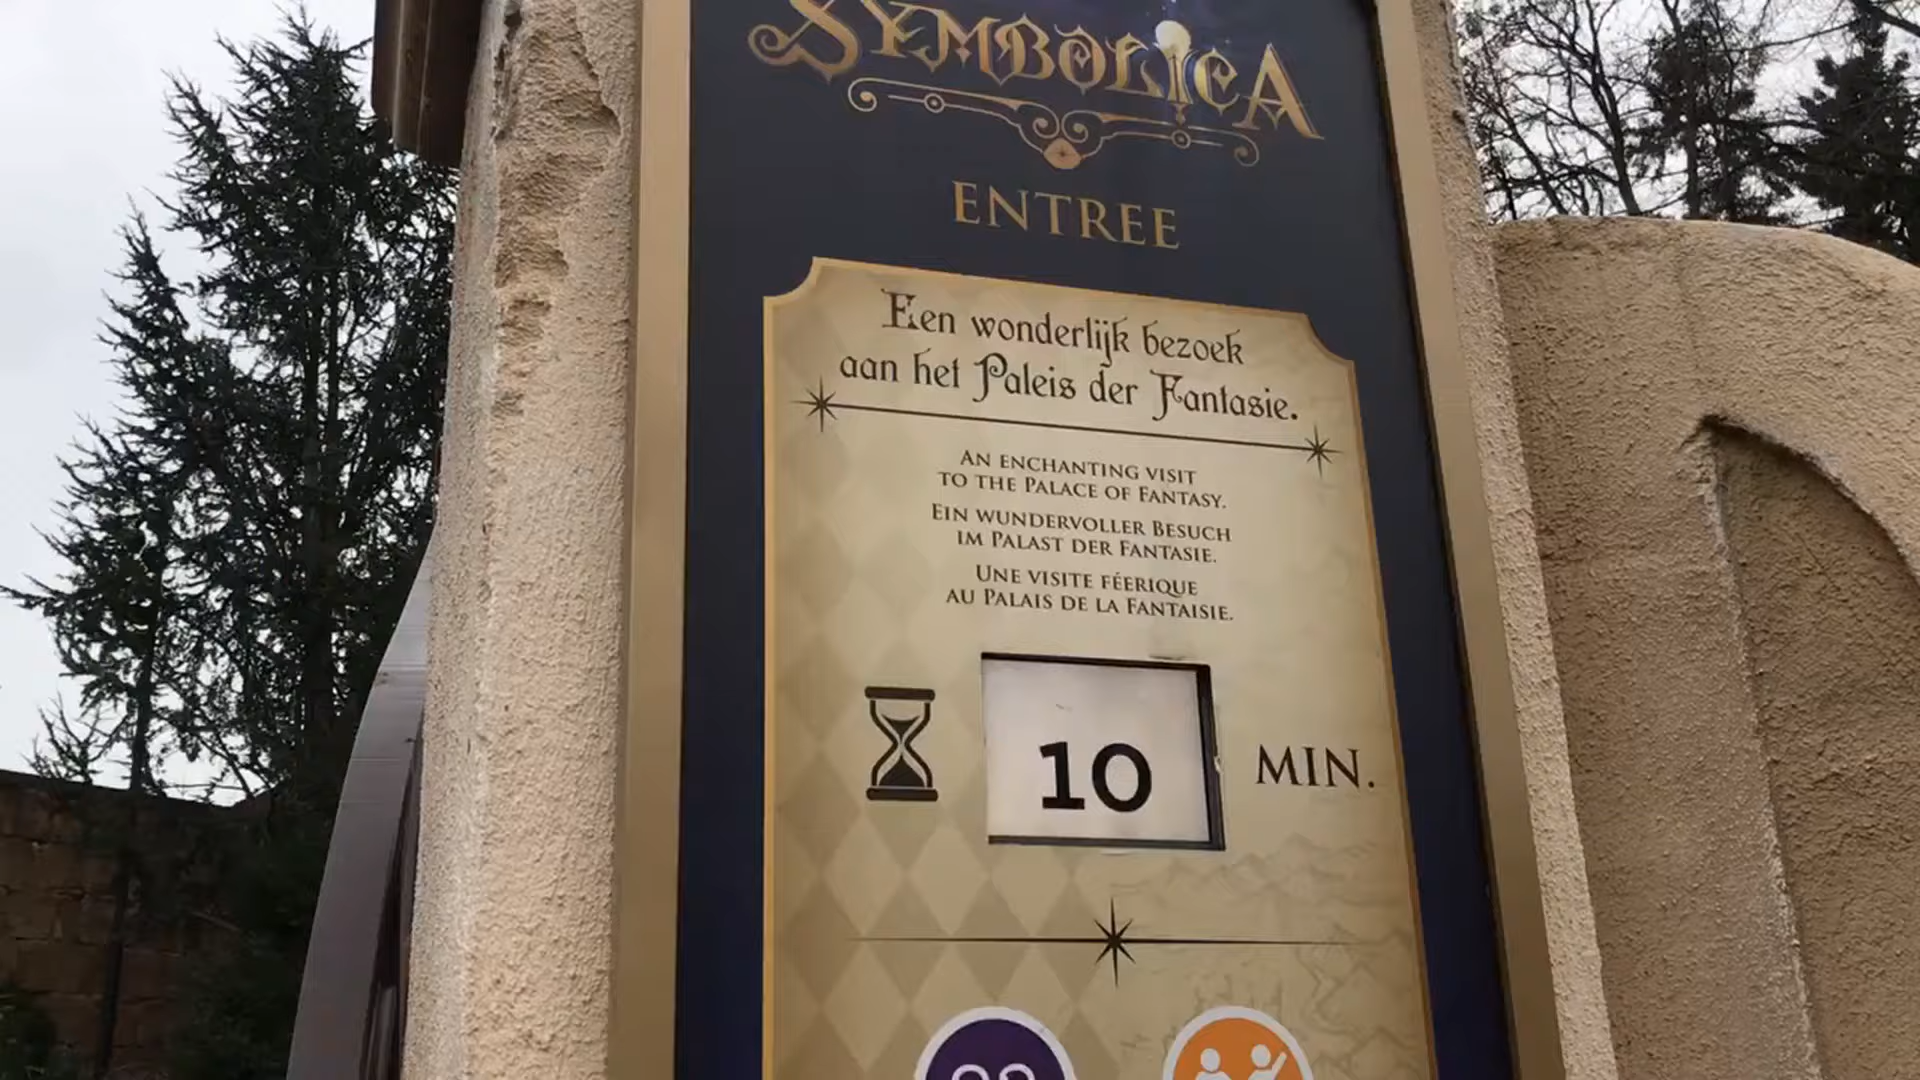 SYMBOLICA
ENTREE
Een wonderlijk bezoek
aan het Paleis der Fantasie.
AN ENCHANTING VISIT
TO THE PALACE OF FANTASY.
EIN WUNDERVOLLER BESUCH
IM PALAST DER FANTASIE.
UNE VISITE FÉERIQUE
AU PALAIS DE LA FANTAISIE.
10 MIN.